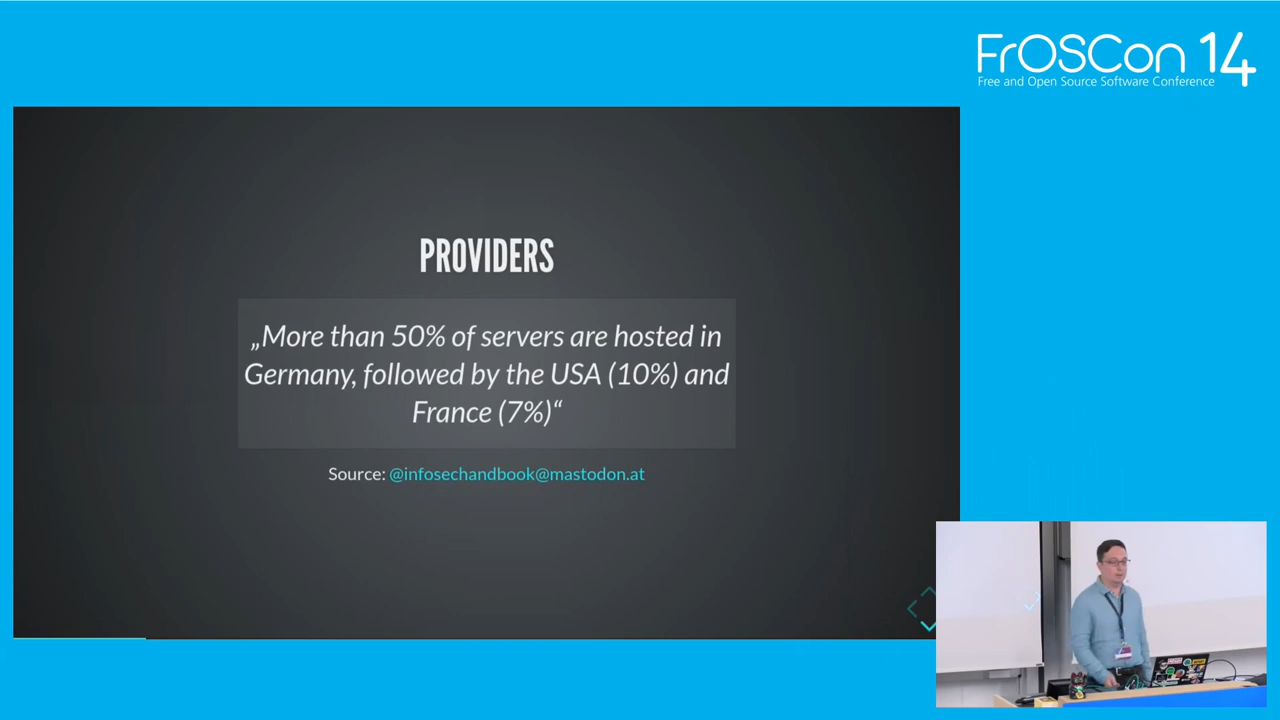 FrOSCon 14
Free and Open Source Software Conference
PROVIDERS
„More than 50% of servers are hosted in
Germany, followed by the USA (10%) and
France (7%)“
Source: @infosechandbook@mastodon.at